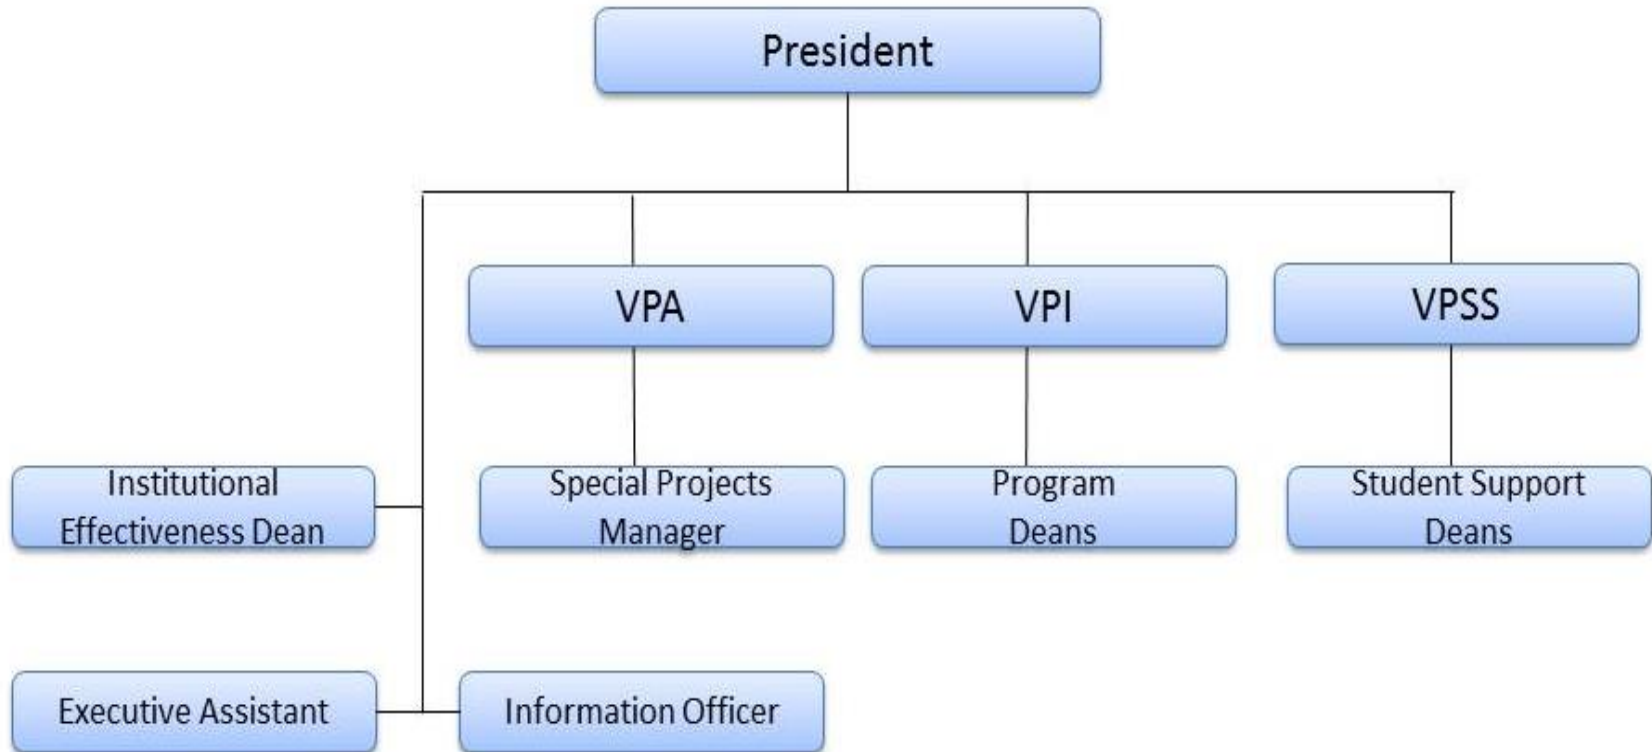 President
VPA
VPI
VPSS
Institutional
Effectiveness Dean
Special Projects
Manager
Program
Deans
Student Support
Deans
Executive Assistant
Information Officer